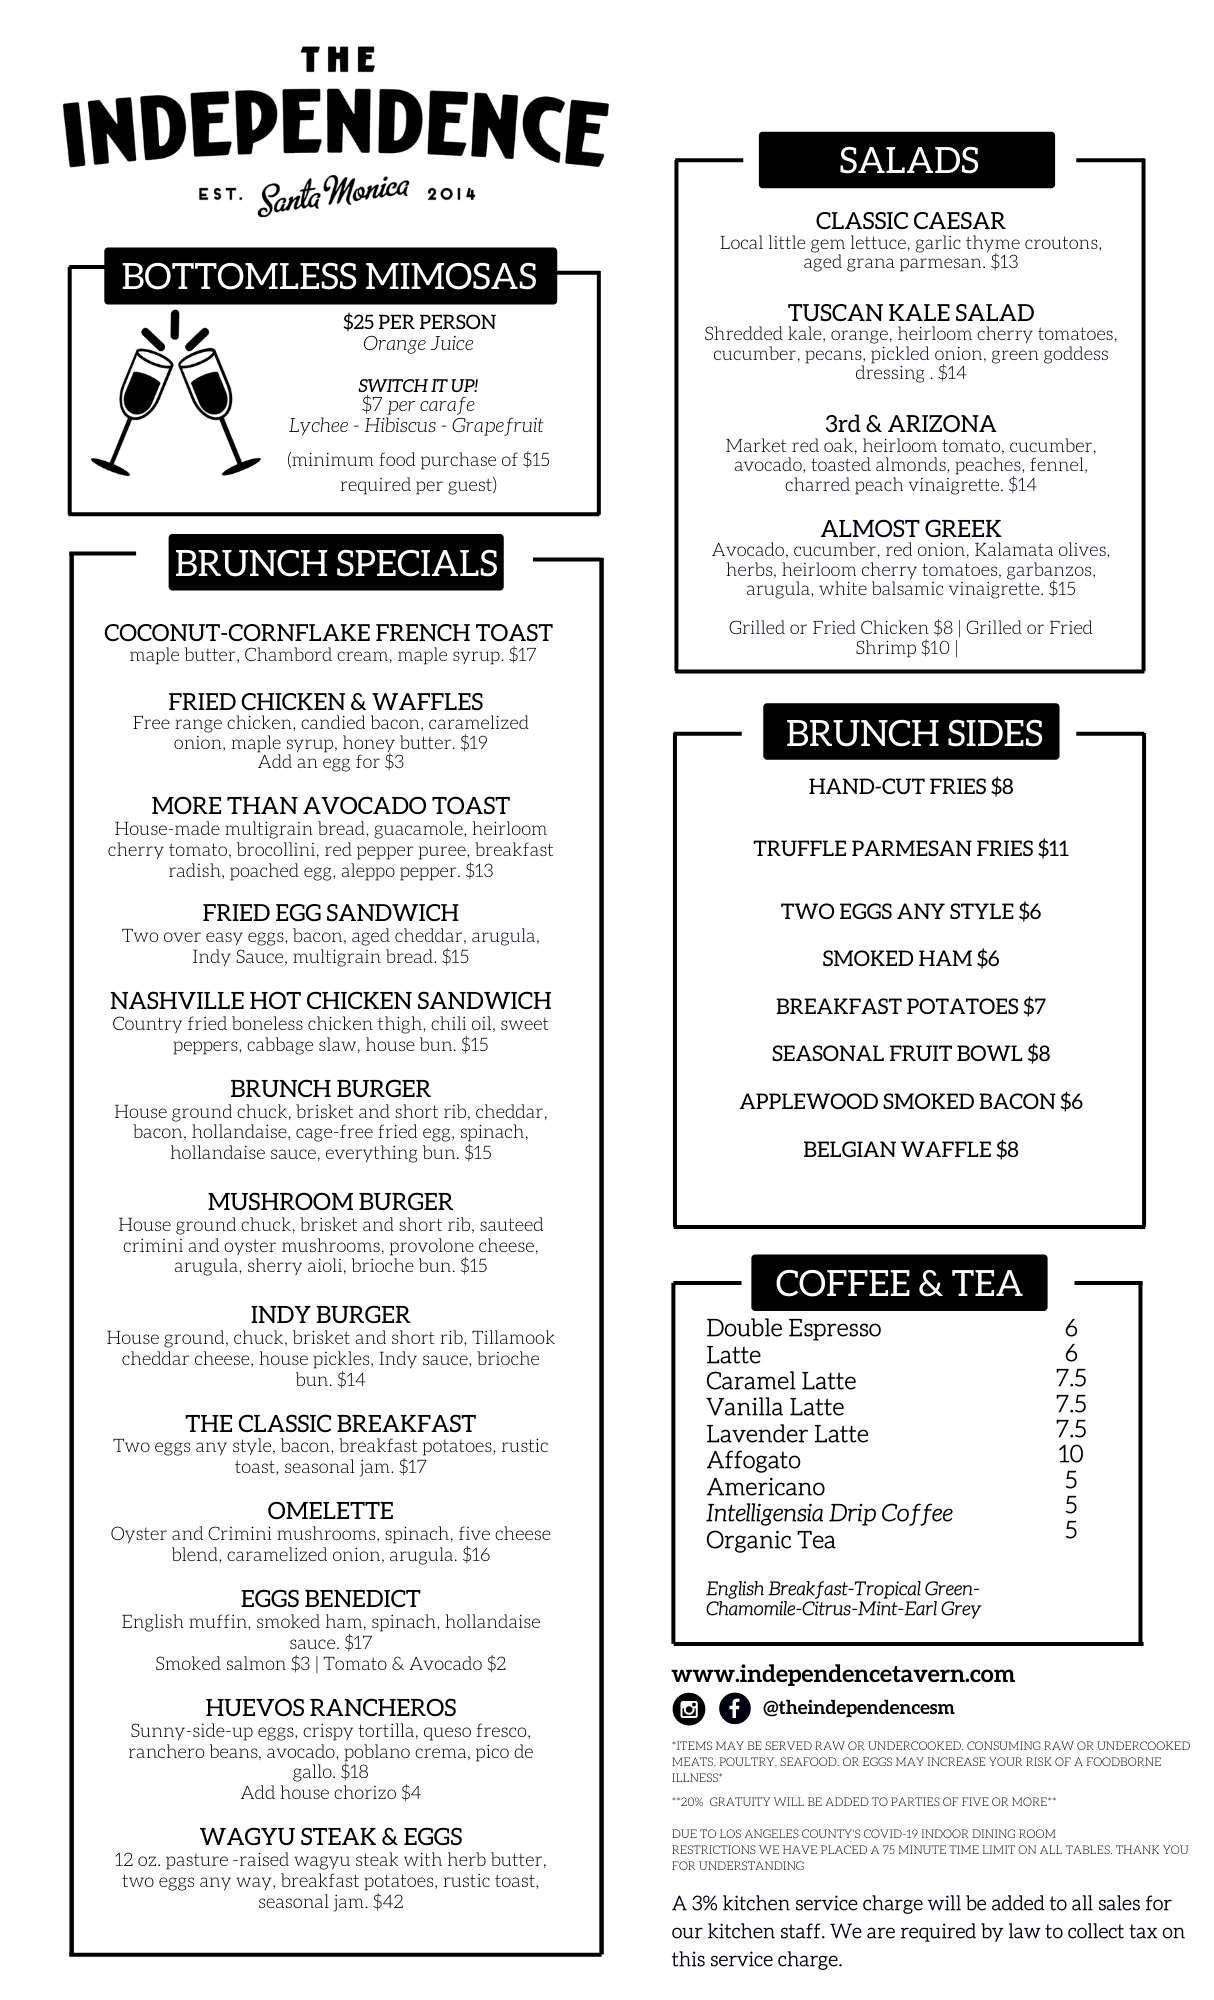 THE
INDEPENDENCE
EST. Santa Monica 2014
BOTTOMLESS MIMOSAS
$25 PER PERSON
Orange Juice
SWITCH IT UP!
$7 per carafe
Lychee - Hibiscus - Grapefruit
(minimum food purchase of $15
required per guest)
BRUNCH SPECIALS
COCONUT-CORNFLAKE FRENCH TOAST
maple butter, Chambord cream, maple syrup. $17
FRIED CHICKEN & WAFFLES
Free range chicken, candied bacon, caramelized
onion, maple syrup, honey butter. $19
Add an egg for $3
MORE THAN AVOCADO TOAST
House-made multigrain bread, guacamole, heirloom
cherry tomato, brocollini, red pepper puree, breakfast
radish, poached egg, aleppo pepper. $13
FRIED EGG SANDWICH
Two over easy eggs, bacon, aged cheddar, arugula,
Indy Sauce, multigrain bread. $15
NASHVILLE HOT CHICKEN SANDWICH
Country fried boneless chicken thigh, chili oil, sweet
peppers, cabbage slaw, house bun. $15
BRUNCH BURGER
House ground chuck, brisket and short rib, cheddar,
bacon, hollandaise, cage-free fried egg, spinach,
hollandaise sauce, everything bun. $15
MUSHROOM BURGER
House ground chuck, brisket and short rib, sauteed
crimini and oyster mushrooms, provolone cheese,
arugula, sherry aioli, brioche bun. $15
INDY BURGER
House ground, chuck, brisket and short rib, Tillamook
cheddar cheese, house pickles, Indy sauce, brioche
bun. $14
THE CLASSIC BREAKFAST
Two eggs any style, bacon, breakfast potatoes, rustic
toast, seasonal jam. $17
OMELETTE
Oyster and Crimini mushrooms, spinach, five cheese
blend, caramelized onion, arugula. $16
EGGS BENEDICT
English muffin, smoked ham, spinach, hollandaise
sauce. $17
Smoked salmon $3 | Tomato & Avocado $2
HUEVOS RANCHEROS
Sunny-side-up eggs, crispy tortilla, queso fresco,
ranchero beans, avocado, poblano crema, pico de
gallo. $18
Add house chorizo $4
WAGYU STEAK & EGGS
12 oz. pasture -raised wagyu steak with herb butter,
two eggs any way, breakfast potatoes, rustic toast,
seasonal jam. $42
SALADS
CLASSIC CAESAR
Local little gem lettuce, garlic thyme croutons,
aged grana parmesan. $13
TUSCAN KALE SALAD
Shredded kale, orange, heirloom cherry tomatoes,
cucumber, pecans, pickled onion, green goddess
dressing . $14
3rd & ARIZONA
Market red oak, heirloom tomato, cucumber,
avocado, toasted almonds, peaches, fennel,
charred peach vinaigrette. $14
ALMOST GREEK
Avocado, cucumber, red onion, Kalamata olives,
herbs, heirloom cherry tomatoes, garbanzos,
arugula, white balsamic vinaigrette. $15
Grilled or Fried Chicken $8 | Grilled or Fried
Shrimp $10 |
BRUNCH SIDES
HAND-CUT FRIES $8
TRUFFLE PARMESAN FRIES $11
TWO EGGS ANY STYLE $6
SMOKED HAM $6
BREAKFAST POTATOES $7
SEASONAL FRUIT BOWL $8
APPLEWOOD SMOKED BACON $6
BELGIAN WAFFLE $8
COFFEE & TEA
Double Espresso 6
Latte 6
Caramel Latte 7.5
Vanilla Latte 7.5
Lavender Latte 7.5
Affogato 10
Americano 5
Intelligensia Drip Coffee 5
Organic Tea 5
English Breakfast-Tropical Green-
Chamomile-Citrus-Mint-Earl Grey
www.independencetavern.com
@theindependencesm
*ITEMS MAY BE SERVED RAW OR UNDERCOOKED. CONSUMING RAW OR UNDERCOOKED
MEATS, POULTRY, SEAFOOD. OR EGGS MAY INCREASE YOUR RISK OF A FOODBORNE
ILLNESS*
**20% GRATUITY WILL BE ADDED TO PARTIES OF FIVE OR MORE**
DUE TO LOS ANGELES COUNTY'S COVID-19 INDOOR DINING ROOM
RESTRICTIONS WE HAVE PLACED A 75 MINUTE TIME LIMIT ON ALL TABLES. THANK YOU
FOR UNDERSTANDING
A 3% kitchen service charge will be added to all sales for
our kitchen staff. We are required by law to collect tax on
this service charge.